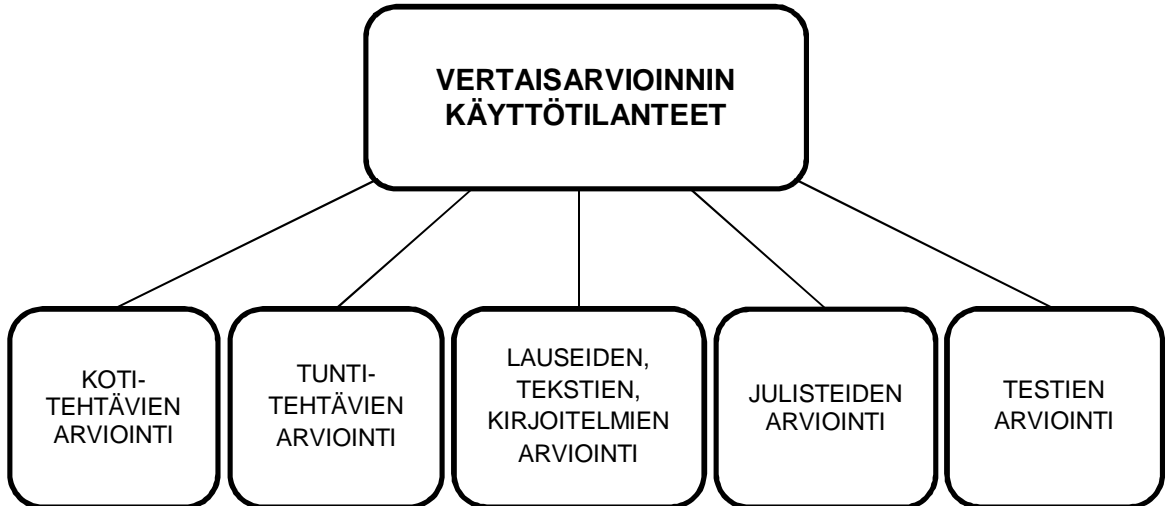 VERTAISARVIOINNIN
KÄYTTÖTILANTEET
KOTI-
TEHTÄVIEN
ARVIOINTI
TUNTI-
TEHTÄVIEN
ARVIOINTI
LAUSEIDEN,
TEKSTIEN,
KIRJOITELMIEN
ARVIOINTI
JULISTEIDEN
ARVIOINTI
TESTIEN
ARVIOINTI